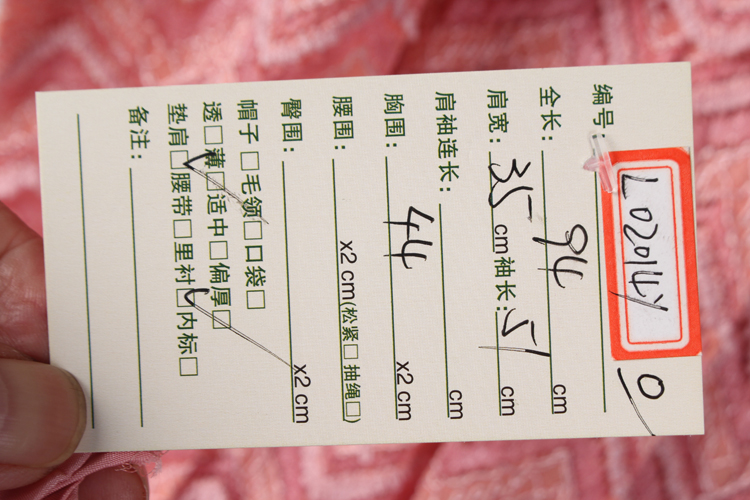 编号: L02014Y 0
全长: 94 cm
肩宽: 35 cm 袖长: 51 cm
肩袖连长: cm
胸围: 44 x2 cm
腰围: x2 cm(松紧□ 抽绳□)
臀围: x2 cm
帽子□ 毛领□ 口袋□
透□ 薄□ 适中□ 偏厚□
垫肩□ 腰带□ 里衬□ 内标□
备注: